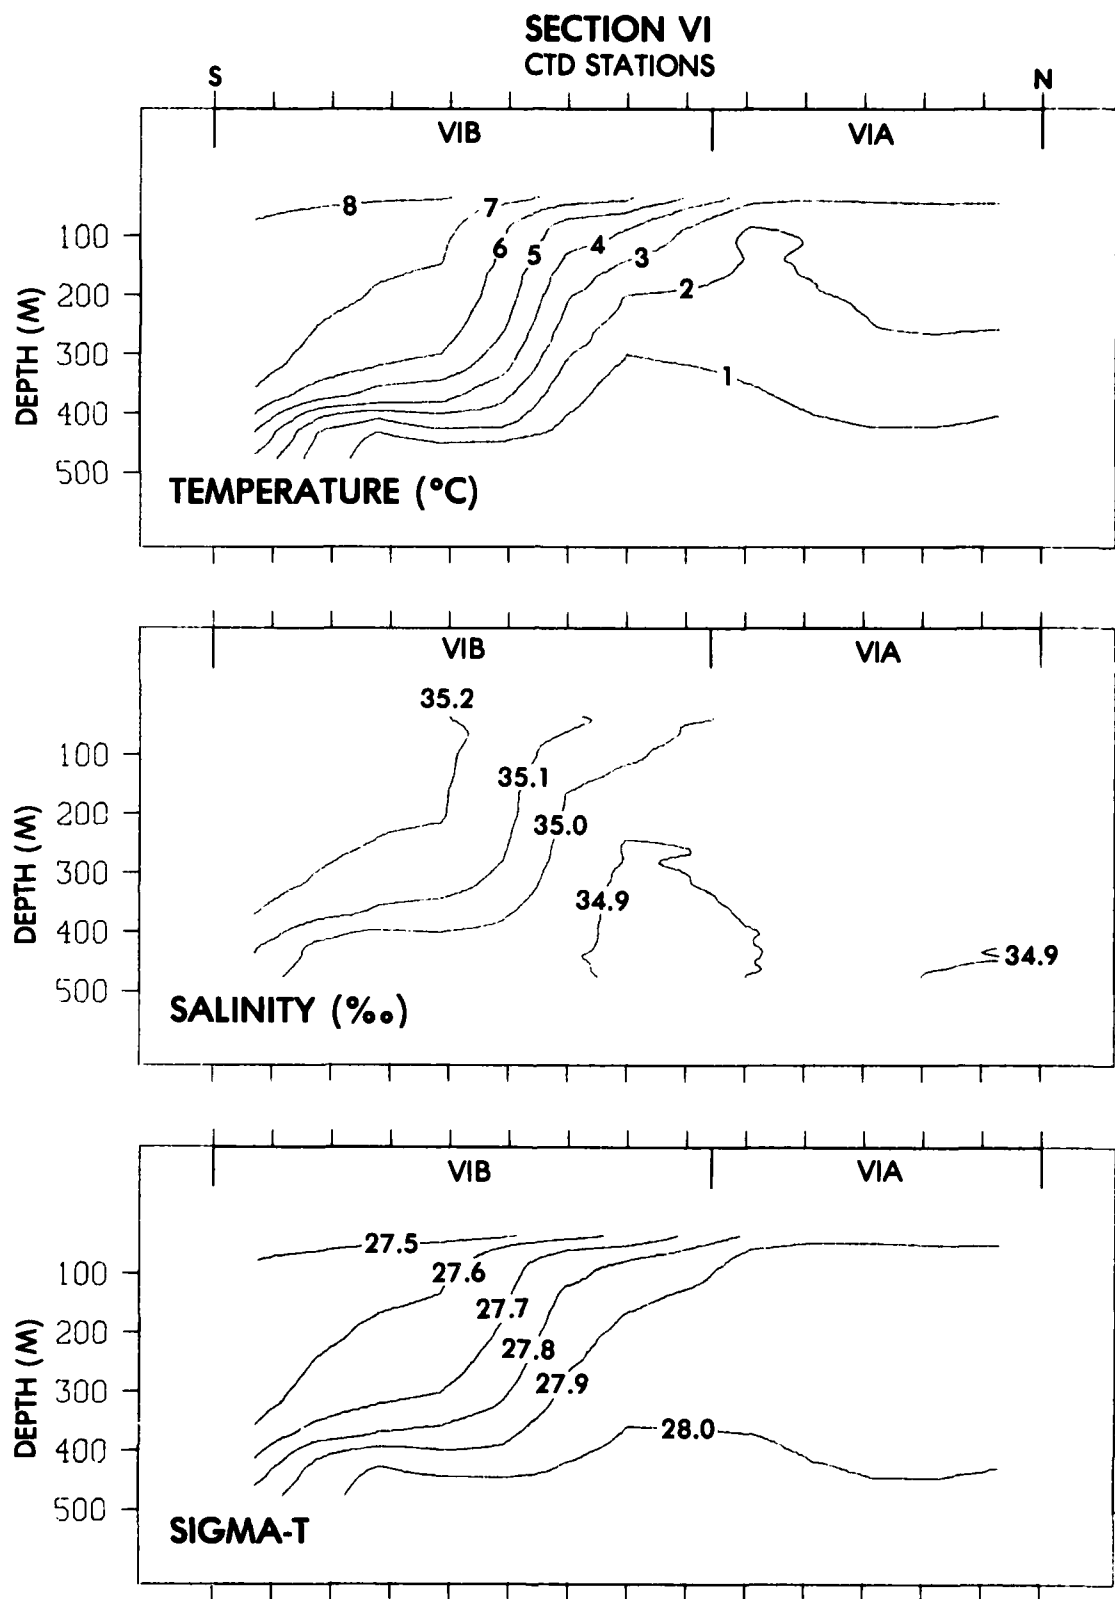 SECTION VI
CTD STATIONS
S N
VIB VIA
8 7 6 5 4 3 2 1
100
200
300
400
500
DEPTH (M)
TEMPERATURE (°C)
VIB VIA
35.2
35.1
35.0
34.9
34.9
100
200
300
400
500
DEPTH (M)
SALINITY (‰)
VIB VIA
27.5
27.6
27.7
27.8
27.9
28.0
100
200
300
400
500
DEPTH (M)
SIGMA-T